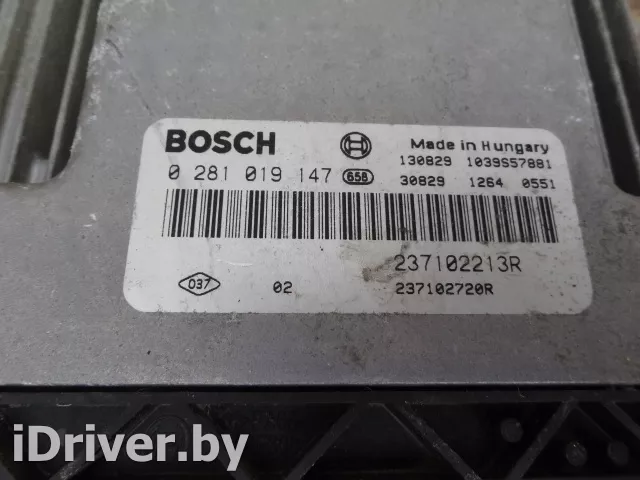 BOSCH
Made in Hungary
130829 1039S57881
0 281 019 147 65B
30829 1264 0551
237102213R
037 02 237102720R
iDriver.by